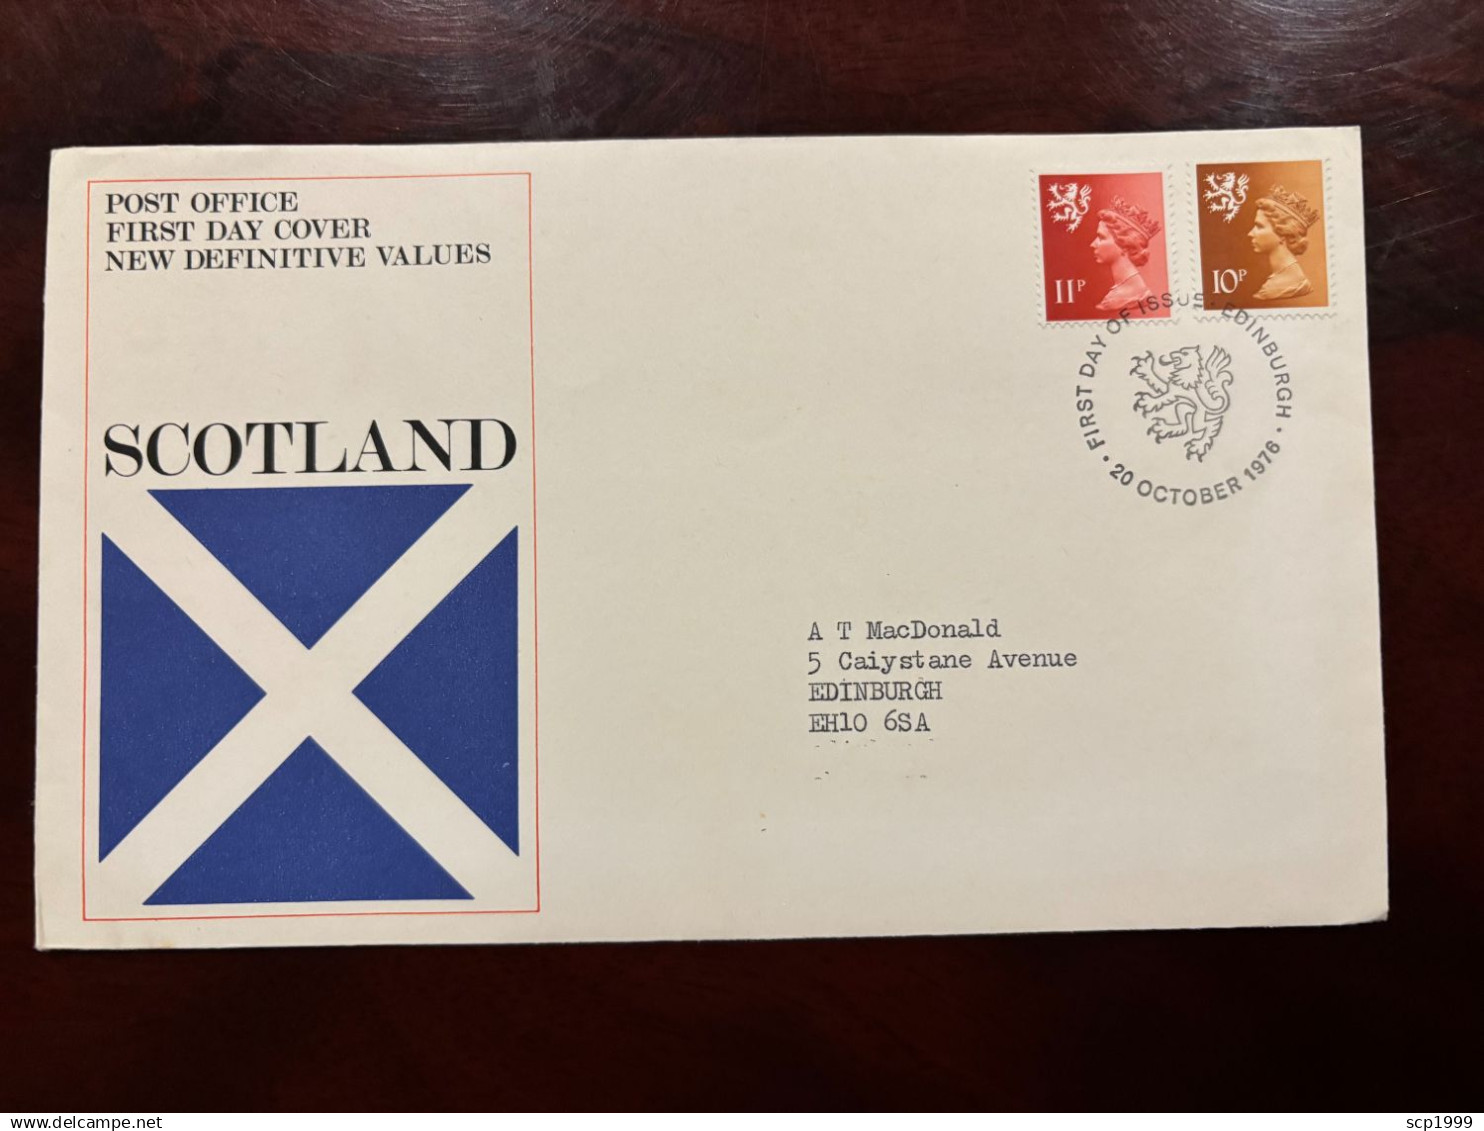 POST OFFICE
FIRST DAY COVER
NEW DEFINITIVE VALUES
SCOTLAND
11P
10P
FIRST DAY OF ISSUE · EDINBURGH · 20 OCTOBER 1976 ·
A T MacDonald
5 Caiystane Avenue
EDINBURGH
EH10 6SA
www.delcampe.net
scp1999